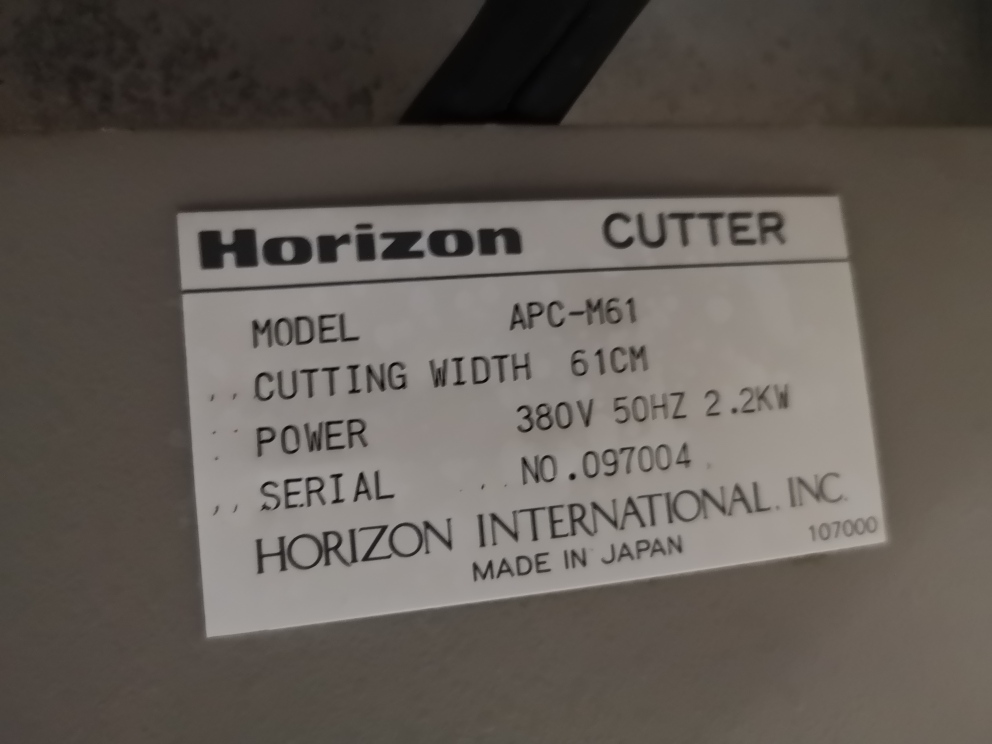 Horizon CUTTER
MODEL APC-M61
CUTTING WIDTH 61CM
POWER 380V 50HZ 2.2KW
SERIAL NO.097004
HORIZON INTERNATIONAL. INC.
MADE IN JAPAN 107000